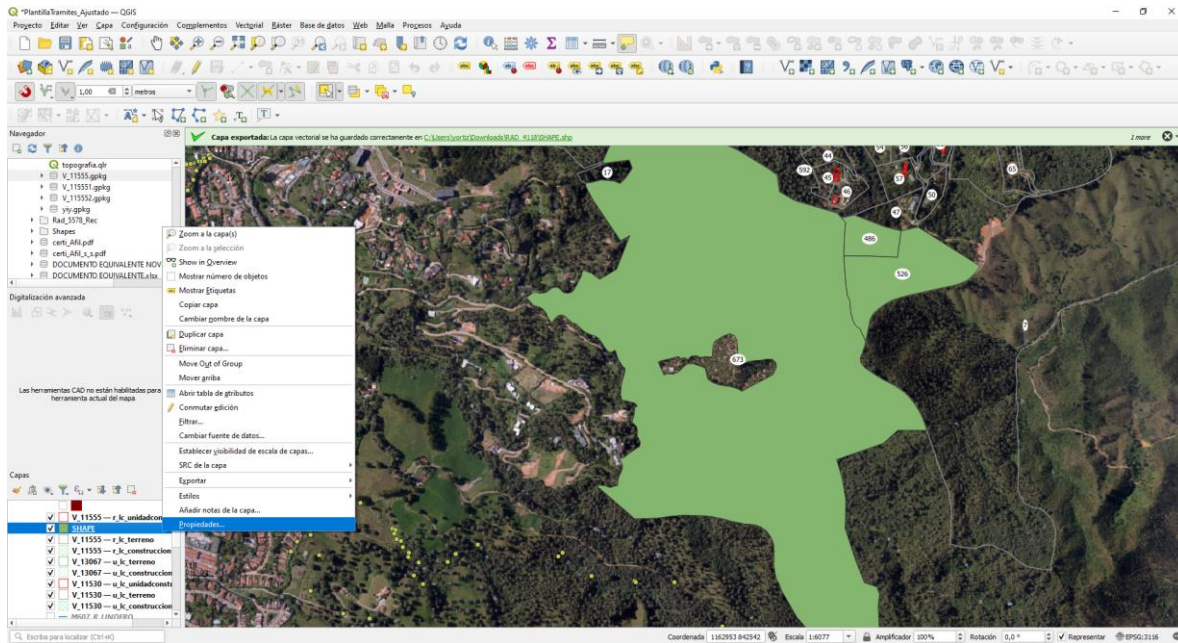 *PlantillaTramites_Ajustado — QGIS
Proyecto Editar Ver Capa Configuración Complementos Vectorial Ráster Base de datos Web Malla Procesos Ayuda
1,00 metros
Navegador
Capa exportada: La capa vectorial se ha guardado correctamente en C:\Users\yortiz\Downloads\RAD_4118\SHAPE.shp
1 more
topografia.qlr
V_11555.gpkg
V_115551.gpkg
V_115552.gpkg
yiy.gpkg
Rad_5578_Rec
Shapes
certi_Afil.pdf
certi_Afil_s_s.pdf
DOCUMENTO EQUIVALENTE NOV
DOCUMENTO EQUIVALENTE.xlsx
Digitalización avanzada
Las herramientas CAD no están habilitadas para
herramienta actual del mapa
Zoom a la capa(s)
Zoom a la selección
Show in Overview
Mostrar número de objetos
Mostrar Etiquetas
Copiar capa
Cambiar nombre de la capa
Duplicar capa
Eliminar capa...
Move Out of Group
Mover arriba
Abrir tabla de atributos
Conmutar edición
Filtrar...
Cambiar fuente de datos...
Establecer visibilidad de escala de capas...
SRC de la capa
Exportar
Estilos
Añadir notas de la capa...
Propiedades...
Capas
V_11555 — r_lc_unidadcon
SHAPE
V_11555 — r_lc_terreno
V_11555 — r_lc_construccion
V_13067 — u_lc_terreno
V_13067 — u_lc_construccion
V_11530 — u_lc_unidadconstr
V_11530 — u_lc_terreno
V_11530 — u_lc_construccion
M607_R_LINDERO
17
44
592
45
46
57
50
47
65
486
526
7
673
Escriba para localizar (Ctrl+K)
Coordenada 1162953 842542 Escala 1:6077 Amplificador 100% Rotación 0,0 ° Representar EPSG:3116